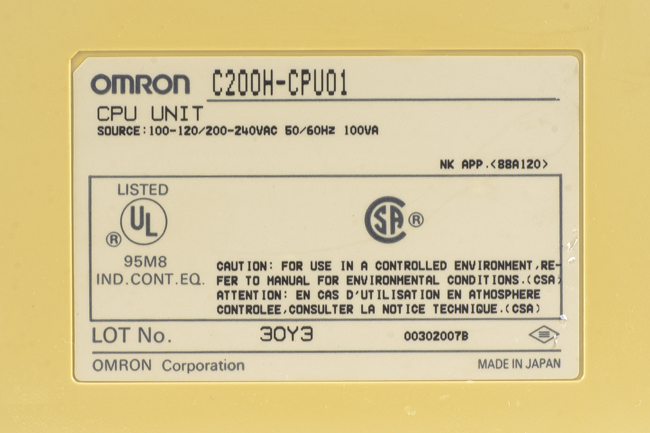 OMRON C200H-CPU01
CPU UNIT
SOURCE:100-120/200-240VAC 50/60Hz 100VA
NK APP.<88A120>
LISTED
UL ®
95M8
IND.CONT.EQ.
SA ®
CAUTION: FOR USE IN A CONTROLLED ENVIRONMENT,RE-
FER TO MANUAL FOR ENVIRONMENTAL CONDITIONS.(CSA)
ATTENTION: EN CAS D'UTILISATION EN ATMOSPHERE
CONTROLEE,CONSULTER LA NOTICE TECHNIQUE.(CSA)
LOT No. 30Y3 00302007B
OMRON Corporation MADE IN JAPAN